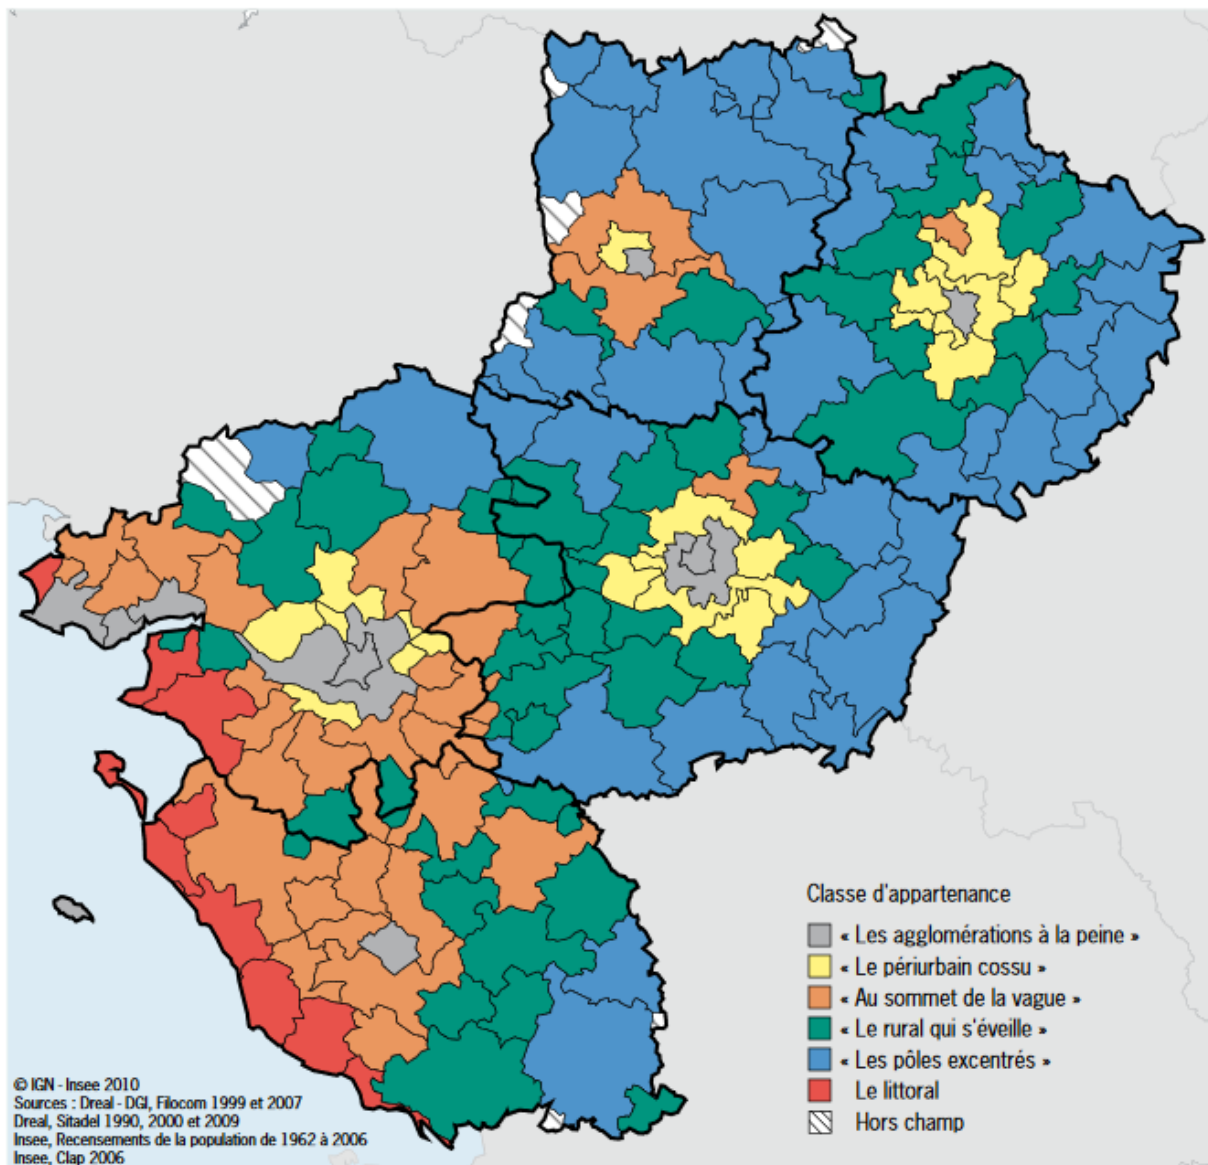 Classe d'appartenance
« Les agglomérations à la peine »
« Le périurbain cossu »
« Au sommet de la vague »
« Le rural qui s'éveille »
« Les pôles excentrés »
Le littoral
Hors champ
© IGN - Insee 2010
Sources : Dreal - DGI, Filocom 1999 et 2007
Dreal, Sitadel 1990, 2000 et 2009
Insee, Recensements de la population de 1962 à 2006
Insee, Clap 2006